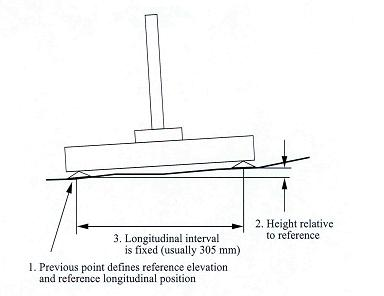 2. Height relative
to reference
3. Longitudinal interval
is fixed (usually 305 mm)
1. Previous point defines reference elevation
and reference longitudinal position